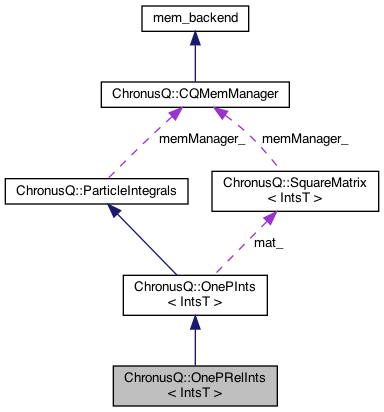 mem_backend
ChronusQ::CQMemManager
memManager_
memManager_
ChronusQ::ParticleIntegrals
ChronusQ::SquareMatrix
< IntsT >
mat_
ChronusQ::OnePInts
< IntsT >
ChronusQ::OnePRelInts
< IntsT >